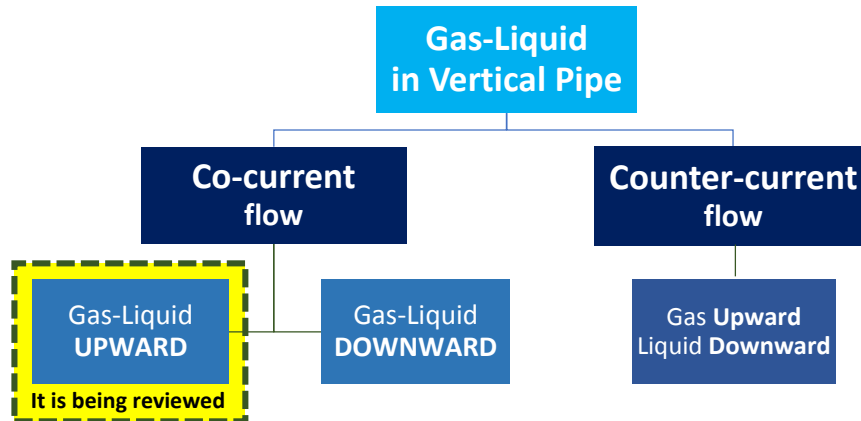 Gas-Liquid
in Vertical Pipe
Co-current
flow
Counter-current
flow
Gas-Liquid
UPWARD
Gas-Liquid
DOWNWARD
Gas Upward
Liquid Downward
It is being reviewed